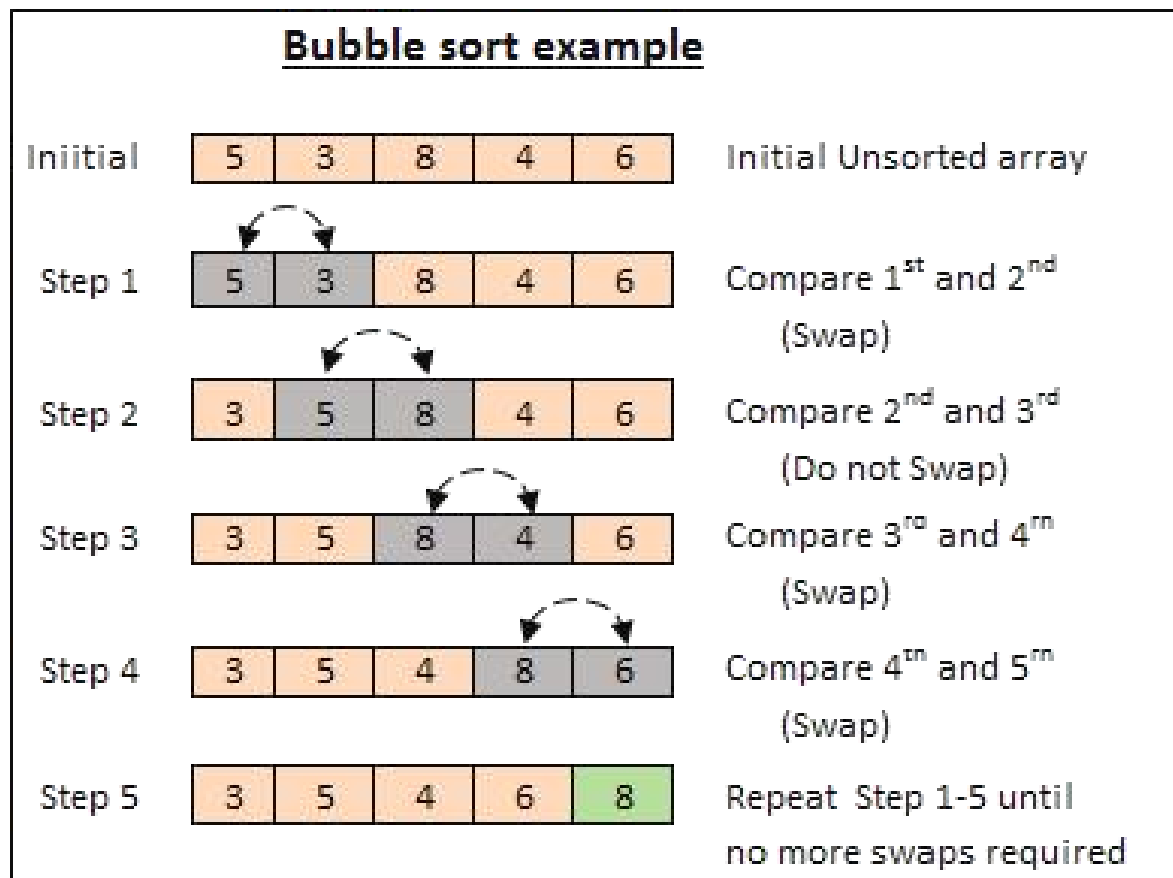 Bubble sort example
Iniitial 5 3 8 4 6 Initial Unsorted array
Step 1 5 3 8 4 6 Compare 1st and 2nd
(Swap)
Step 2 3 5 8 4 6 Compare 2nd and 3rd
(Do not Swap)
Step 3 3 5 8 4 6 Compare 3rd and 4th
(Swap)
Step 4 3 5 4 8 6 Compare 4th and 5th
(Swap)
Step 5 3 5 4 6 8 Repeat Step 1-5 until
no more swaps required